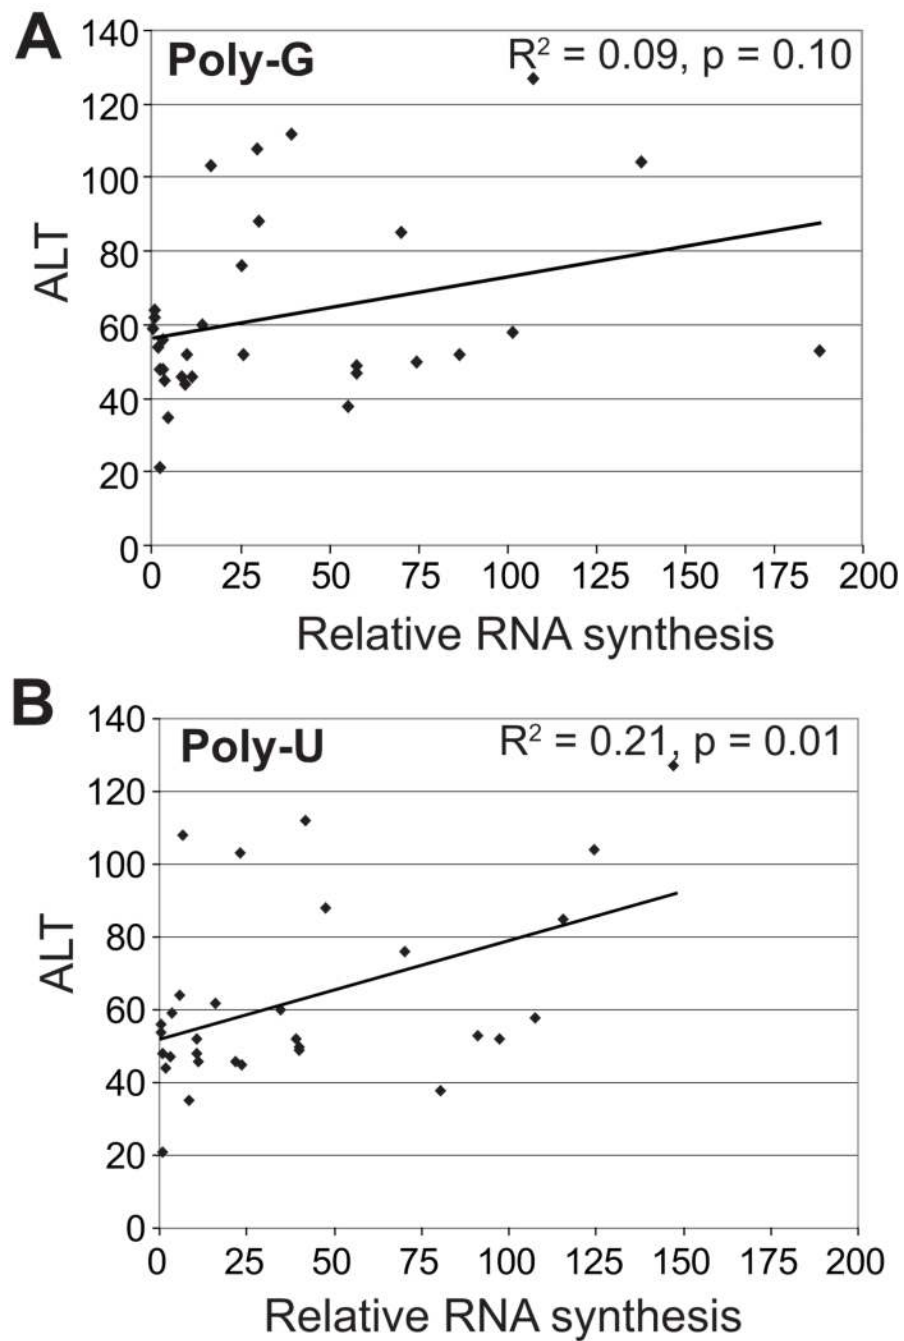 A
Poly-G
R² = 0.09, p = 0.10
140
120
100
80
60
40
20
0
ALT
0 25 50 75 100 125 150 175 200
Relative RNA synthesis
B
Poly-U
R² = 0.21, p = 0.01
140
120
100
80
60
40
20
0
ALT
0 25 50 75 100 125 150 175 200
Relative RNA synthesis